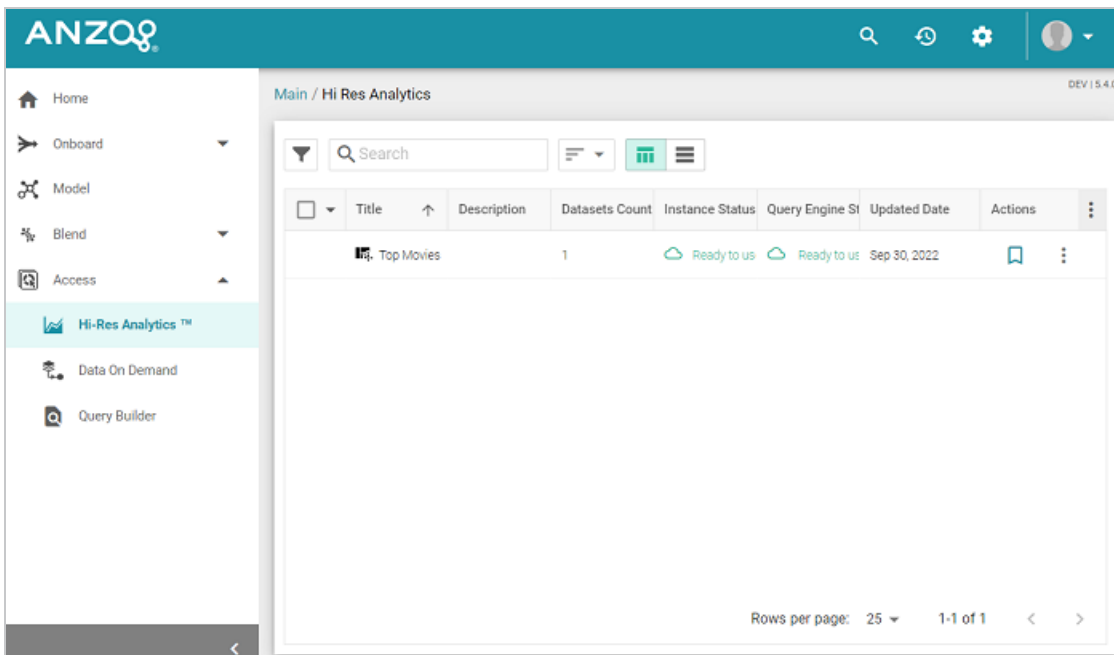 ANZO®
Home
Onboard
Model
Blend
Access
Hi-Res Analytics ™
Data On Demand
Query Builder
Main / Hi Res Analytics
DEV | 5.4.0
Search
Title Description Datasets Count Instance Status Query Engine St Updated Date Actions
Top Movies 1 Ready to us Ready to us Sep 30, 2022
Rows per page: 25 1-1 of 1